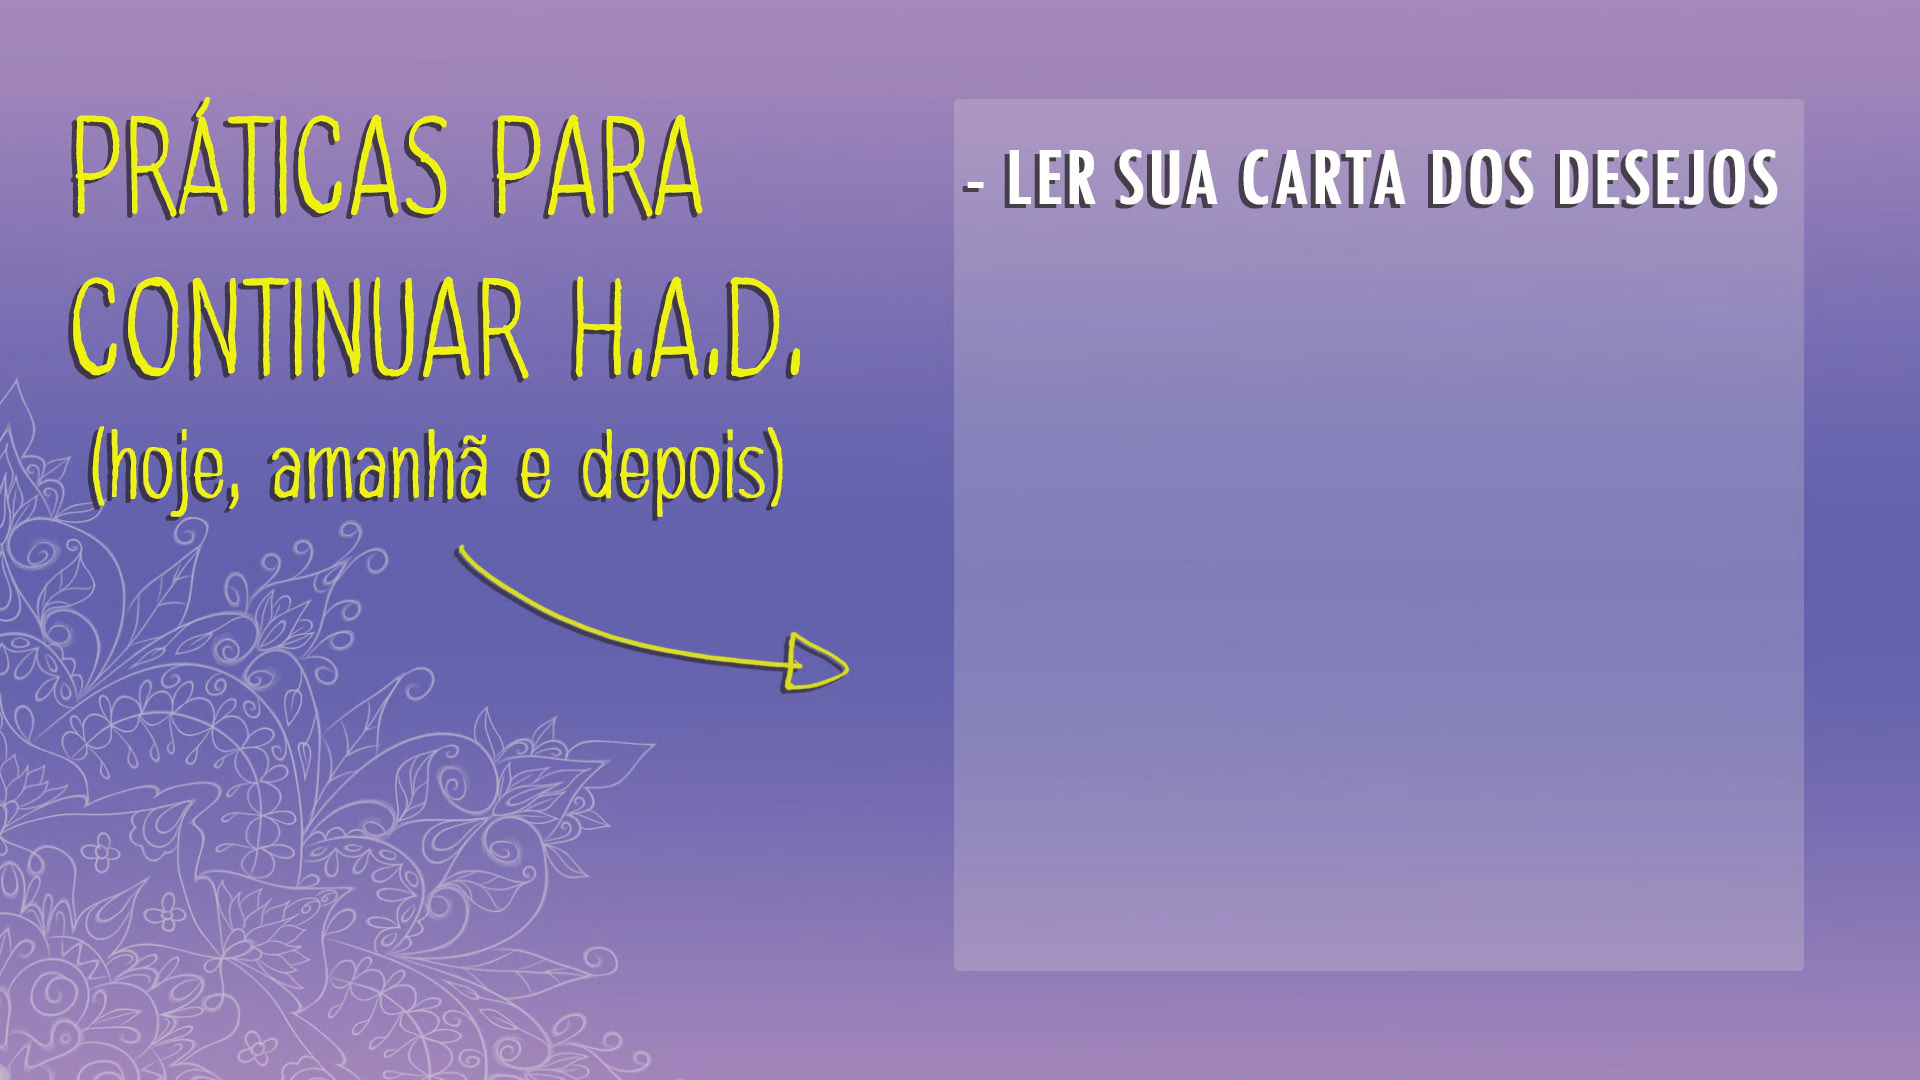 PRÁTICAS PARA
CONTINUAR H.A.D.
(hoje, amanhã e depois)
- LER SUA CARTA DOS DESEJOS